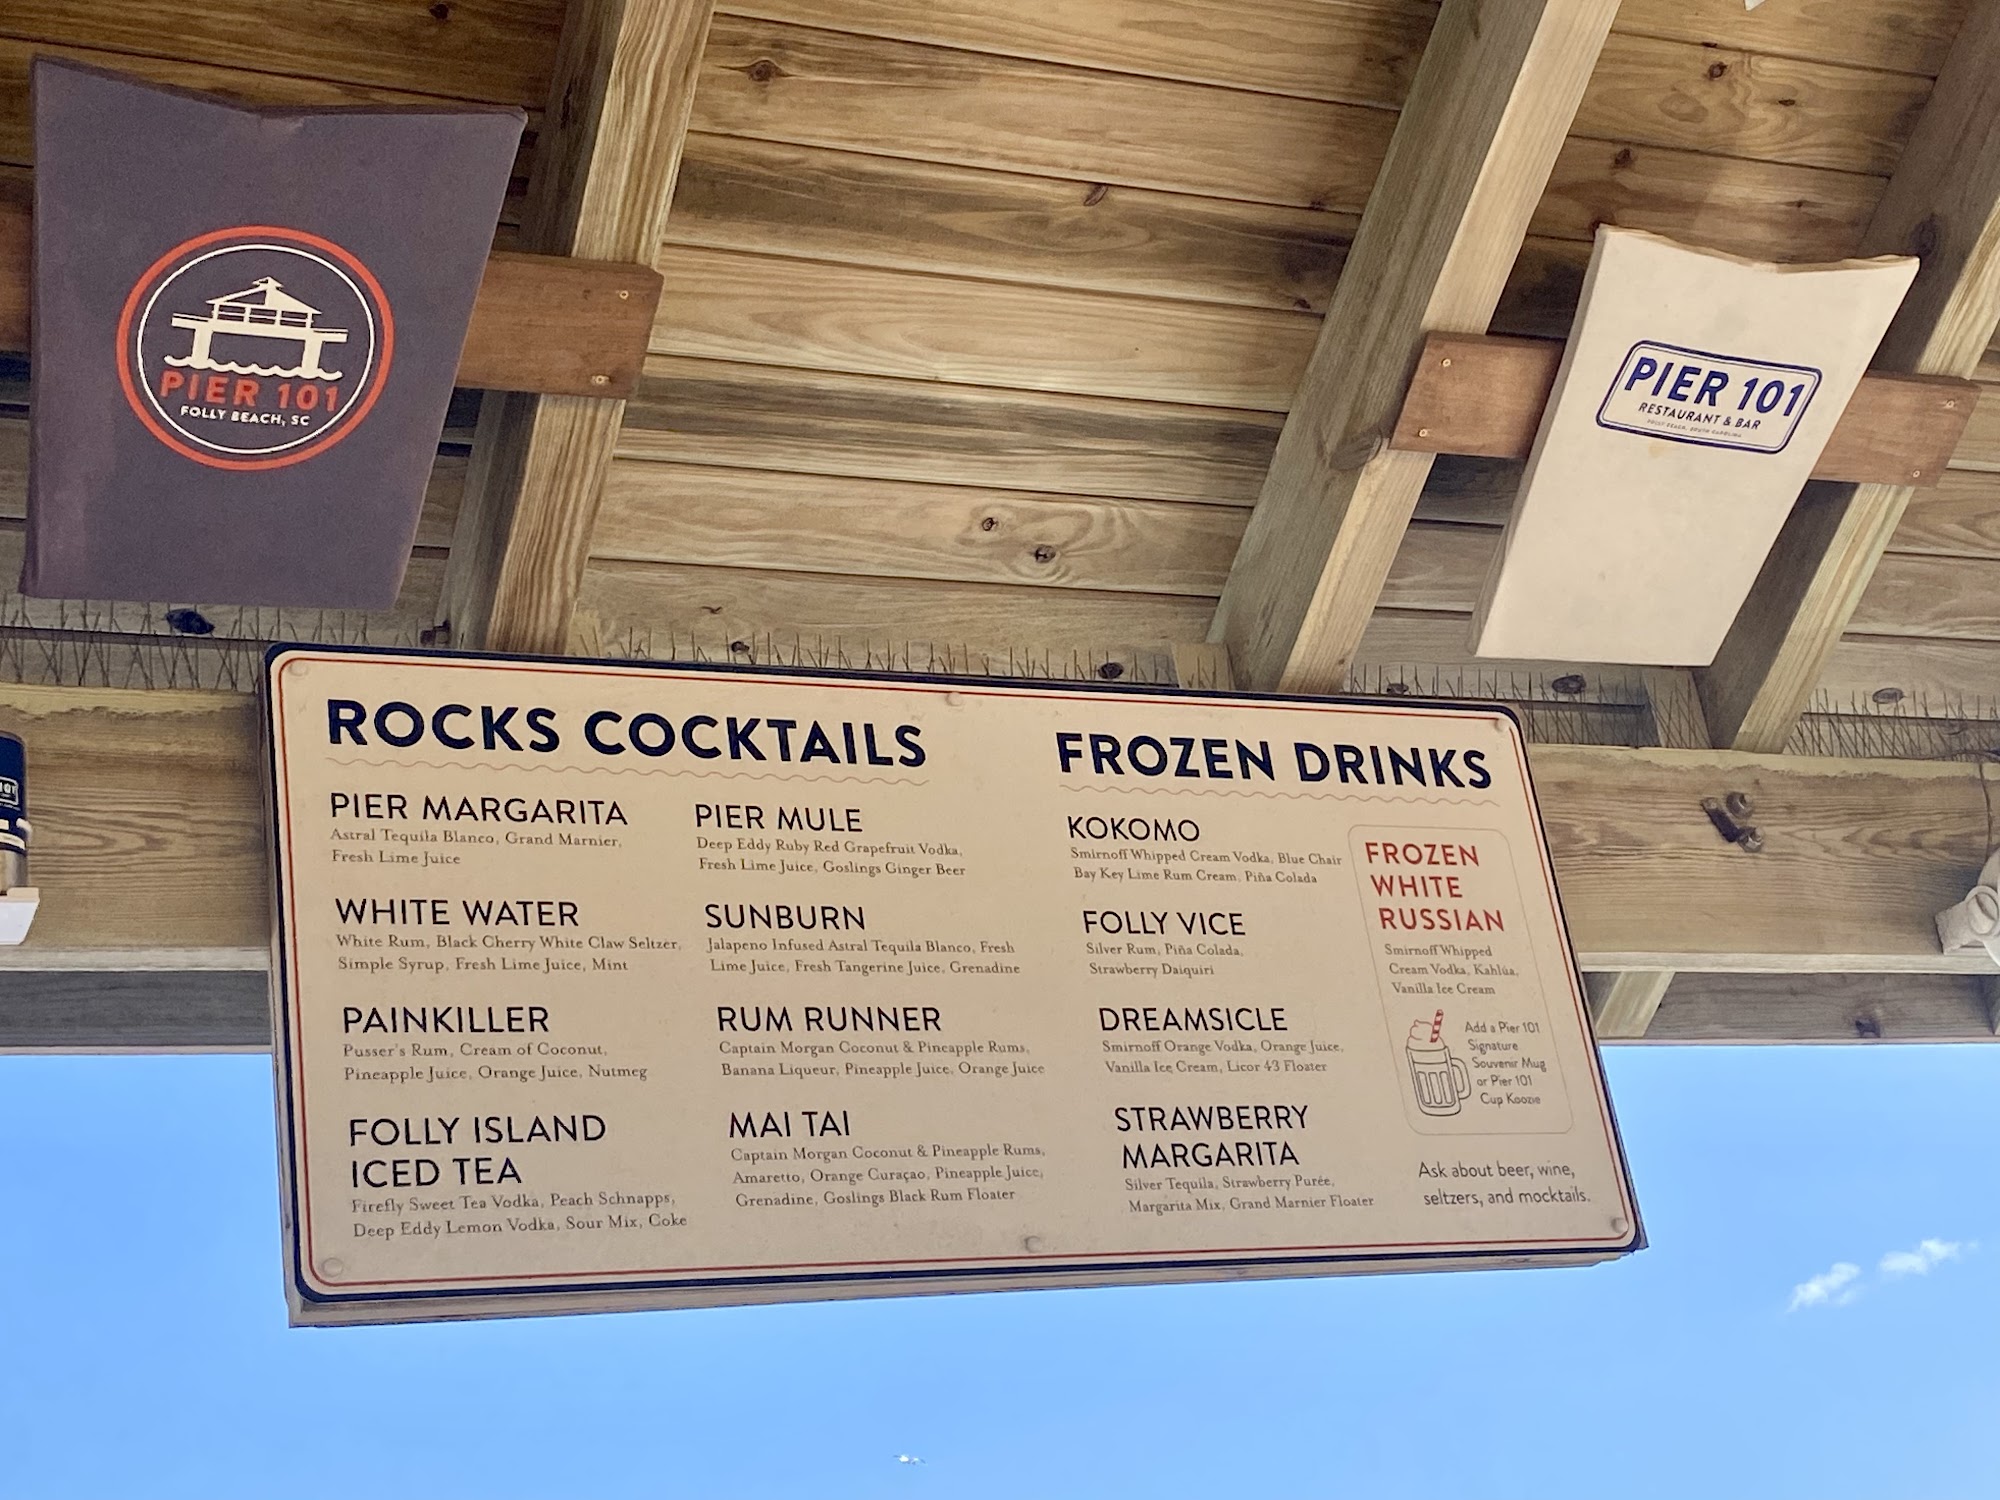 PIER 101
FOLLY BEACH, SC
PIER 101
RESTAURANT & BAR
FOLLY BEACH, SOUTH CAROLINA
ROCKS COCKTAILS
PIER MARGARITA
Astral Tequila Blanco, Grand Marnier,
Fresh Lime Juice
WHITE WATER
White Rum, Black Cherry White Claw Seltzer,
Simple Syrup, Fresh Lime Juice, Mint
PAINKILLER
Pusser's Rum, Cream of Coconut,
Pineapple Juice, Orange Juice, Nutmeg
FOLLY ISLAND
ICED TEA
Firefly Sweet Tea Vodka, Peach Schnapps,
Deep Eddy Lemon Vodka, Sour Mix, Coke
PIER MULE
Deep Eddy Ruby Red Grapefruit Vodka,
Fresh Lime Juice, Goslings Ginger Beer
SUNBURN
Jalapeno Infused Astral Tequila Blanco, Fresh
Lime Juice, Fresh Tangerine Juice, Grenadine
RUM RUNNER
Captain Morgan Coconut & Pineapple Rums,
Banana Liqueur, Pineapple Juice, Orange Juice
MAI TAI
Captain Morgan Coconut & Pineapple Rums,
Amaretto, Orange Curaçao, Pineapple Juice,
Grenadine, Goslings Black Rum Floater
FROZEN DRINKS
KOKOMO
Smirnoff Whipped Cream Vodka, Blue Chair
Bay Key Lime Rum Cream, Piña Colada
FOLLY VICE
Silver Rum, Piña Colada,
Strawberry Daiquiri
DREAMSICLE
Smirnoff Orange Vodka, Orange Juice,
Vanilla Ice Cream, Licor 43 Floater
STRAWBERRY
MARGARITA
Silver Tequila, Strawberry Purée,
Margarita Mix, Grand Marnier Floater
FROZEN
WHITE
RUSSIAN
Smirnoff Whipped
Cream Vodka, Kahlúa,
Vanilla Ice Cream
Add a Pier 101
Signature
Souvenir Mug
or Pier 101
Cup Koozie
Ask about beer, wine,
seltzers, and mocktails.